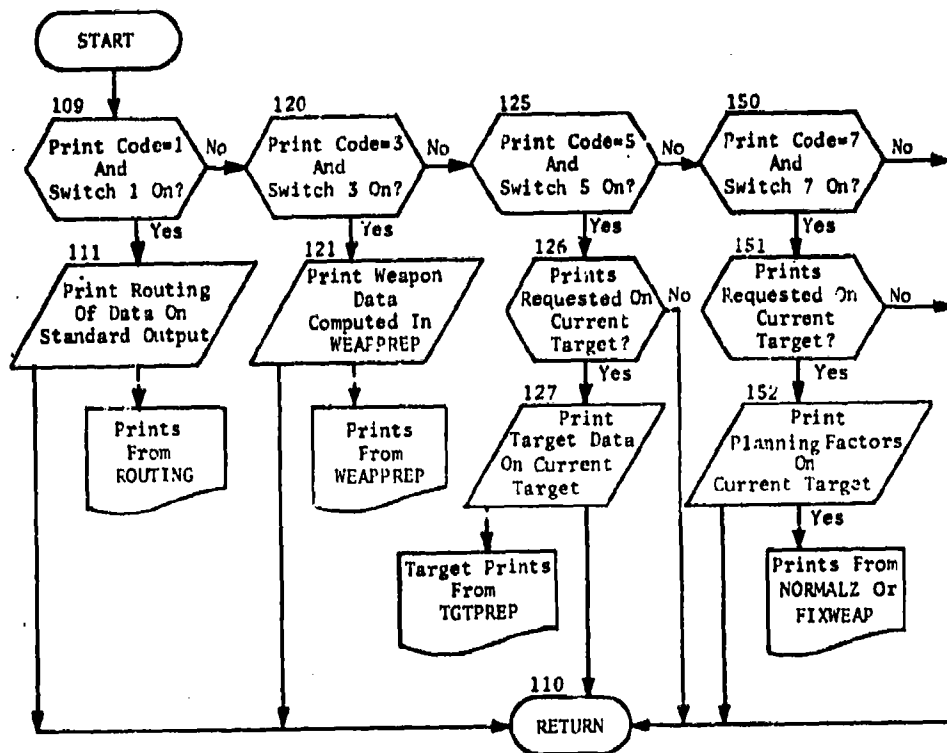 START
109
Print Code=1
And
Switch 1 On?
No
Yes
120
Print Code=3
And
Switch 3 On?
No
Yes
125
Print Code=5
And
Switch 5 On?
No
Yes
150
Print Code=7
And
Switch 7 On?
No
Yes
111
Print Routing
Of Data On
Standard Output
121
Print Weapon
Data
Computed In
WEAPPREP
126
Prints
Requested On
Current
Target?
No
Yes
151
Prints
Requested On
Current
Target?
No
Yes
Prints
From
ROUTING
Prints
From
WEAPPREP
127
Print
Target Data
On Current
Target
152
Print
Planning Factors
On
Current Target
Yes
Target Prints
From
TGTPREP
Prints From
NORMALZ Or
FIXWEAP
110
RETURN